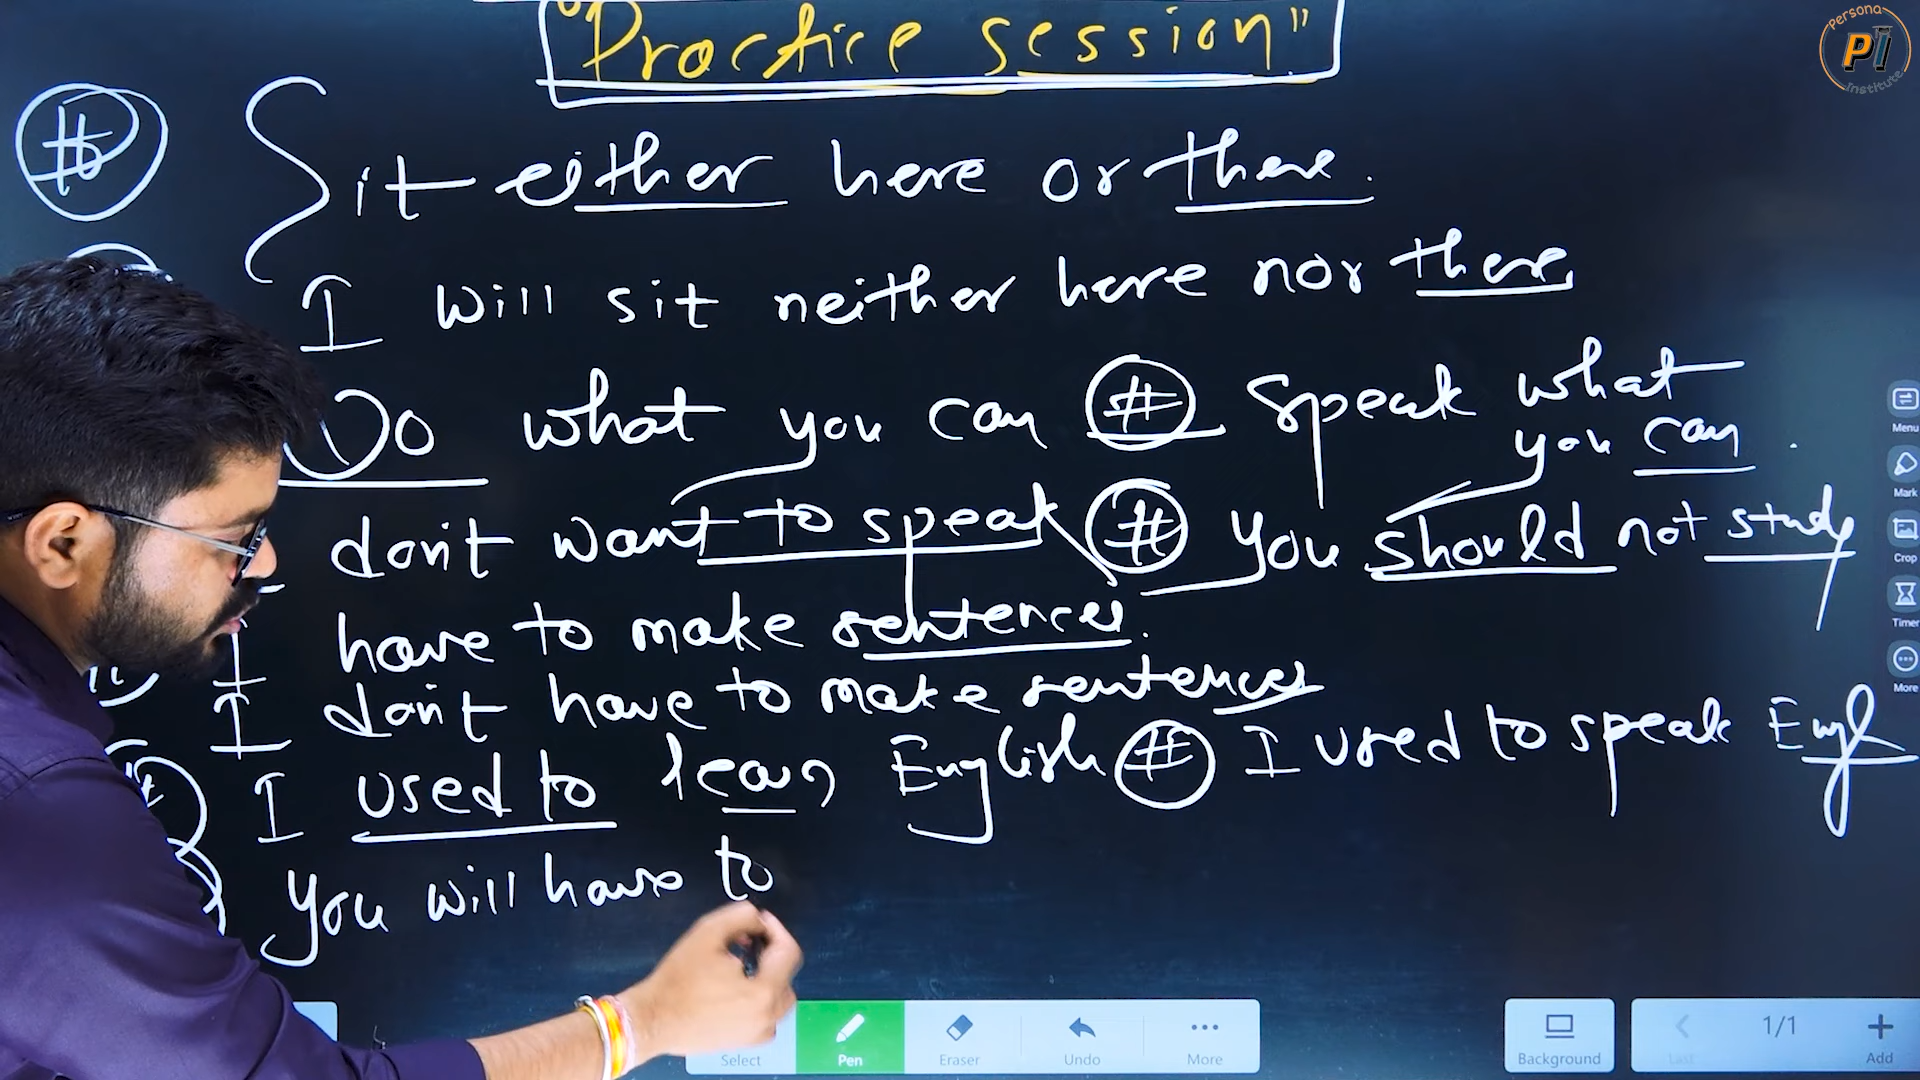 "Practice session"
Persona
PI
Institute
#
Sit either here or there.
I will sit neither here nor there
Do what you can # speak what
you can.
don't want to speak # you should not study
I have to make sentences.
I don't have to make sentences
I used to learn English # I used to speak Engl
you will have to
Menu
Mark
Crop
Timer
More
Select
Pen
Eraser
Undo
More
Background
Last
1/1
Add